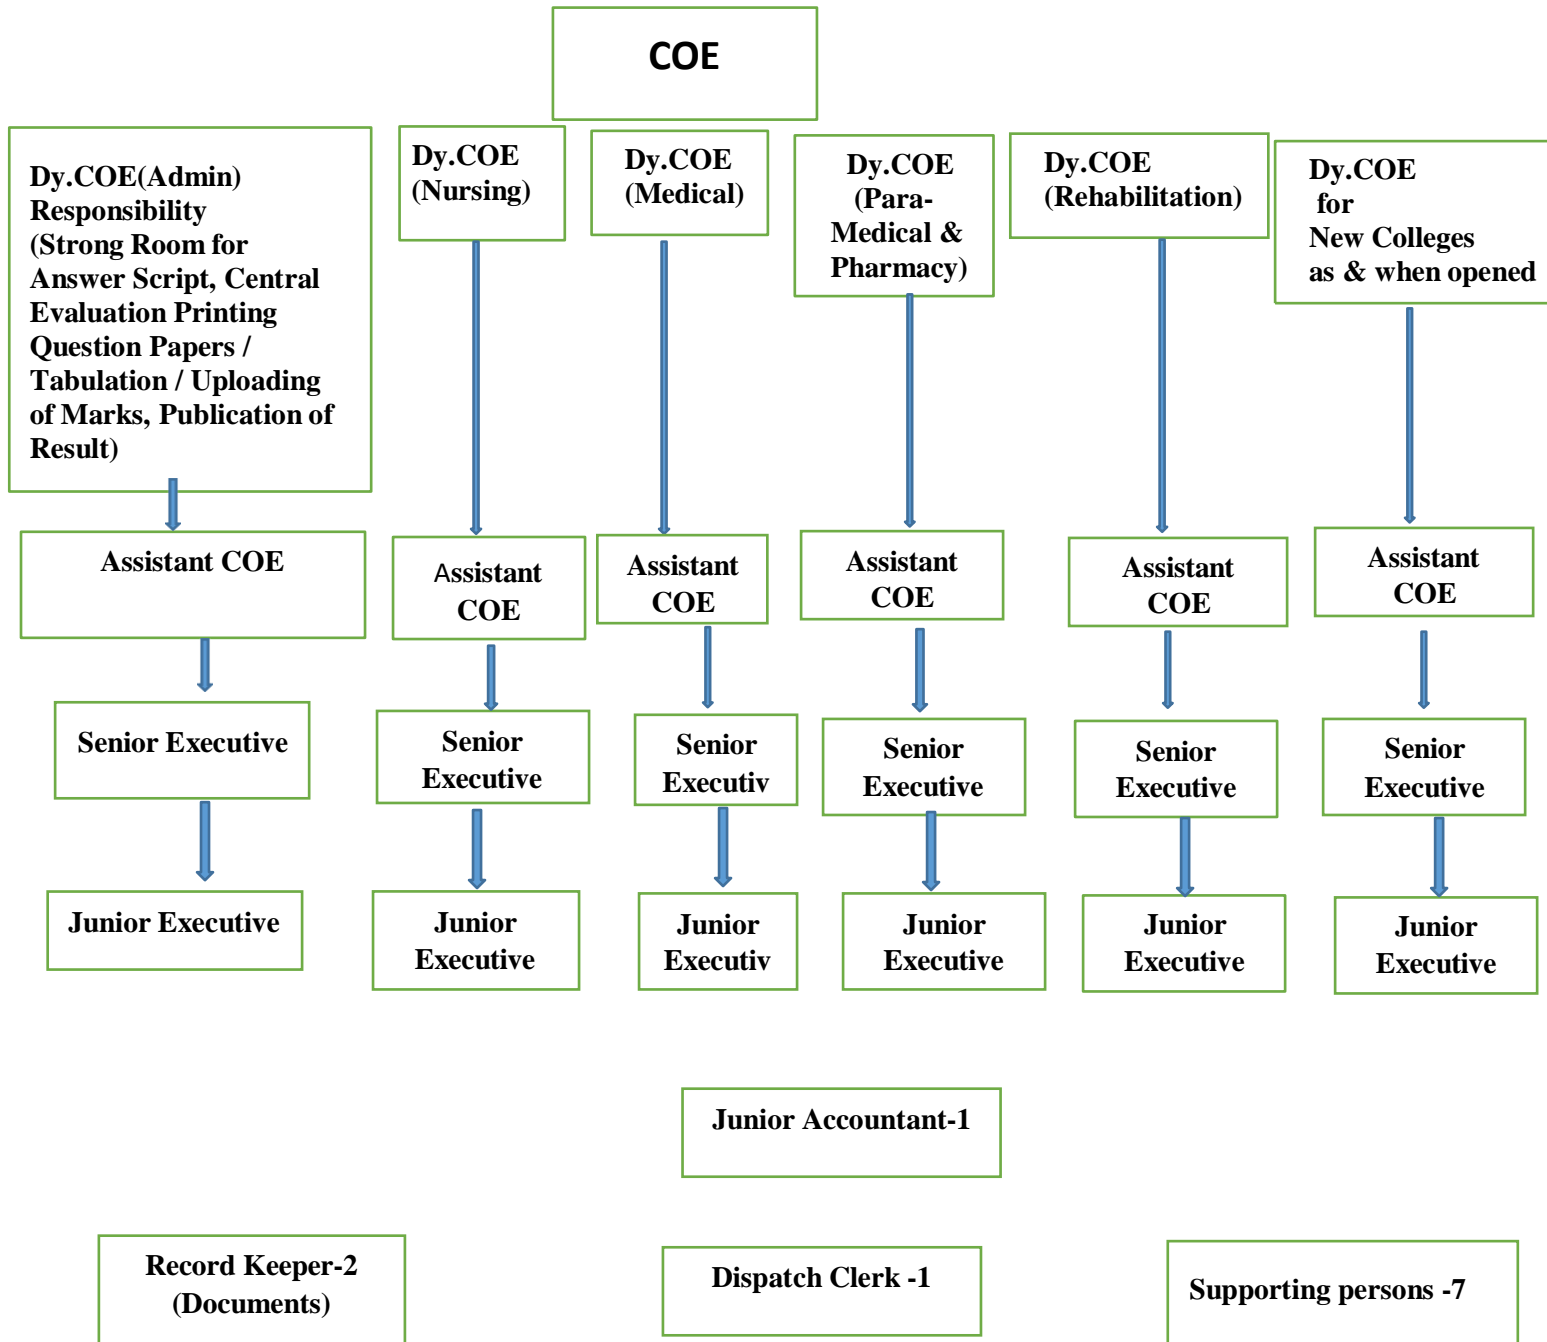 COE
Dy.COE(Admin)
Responsibility
(Strong Room for
Answer Script, Central
Evaluation Printing
Question Papers /
Tabulation / Uploading
of Marks, Publication of
Result)
Dy.COE
(Nursing)
Dy.COE
(Medical)
Dy.COE
(Para-
Medical &
Pharmacy)
Dy.COE
(Rehabilitation)
Dy.COE
for
New Colleges
as & when opened
Assistant COE
Assistant
COE
Assistant
COE
Assistant
COE
Assistant
COE
Assistant
COE
Senior Executive
Senior
Executive
Senior
Executiv
Senior
Executive
Senior
Executive
Senior
Executive
Junior Executive
Junior
Executive
Junior
Executiv
Junior
Executive
Junior
Executive
Junior
Executive
Junior Accountant-1
Record Keeper-2
(Documents)
Dispatch Clerk -1
Supporting persons -7